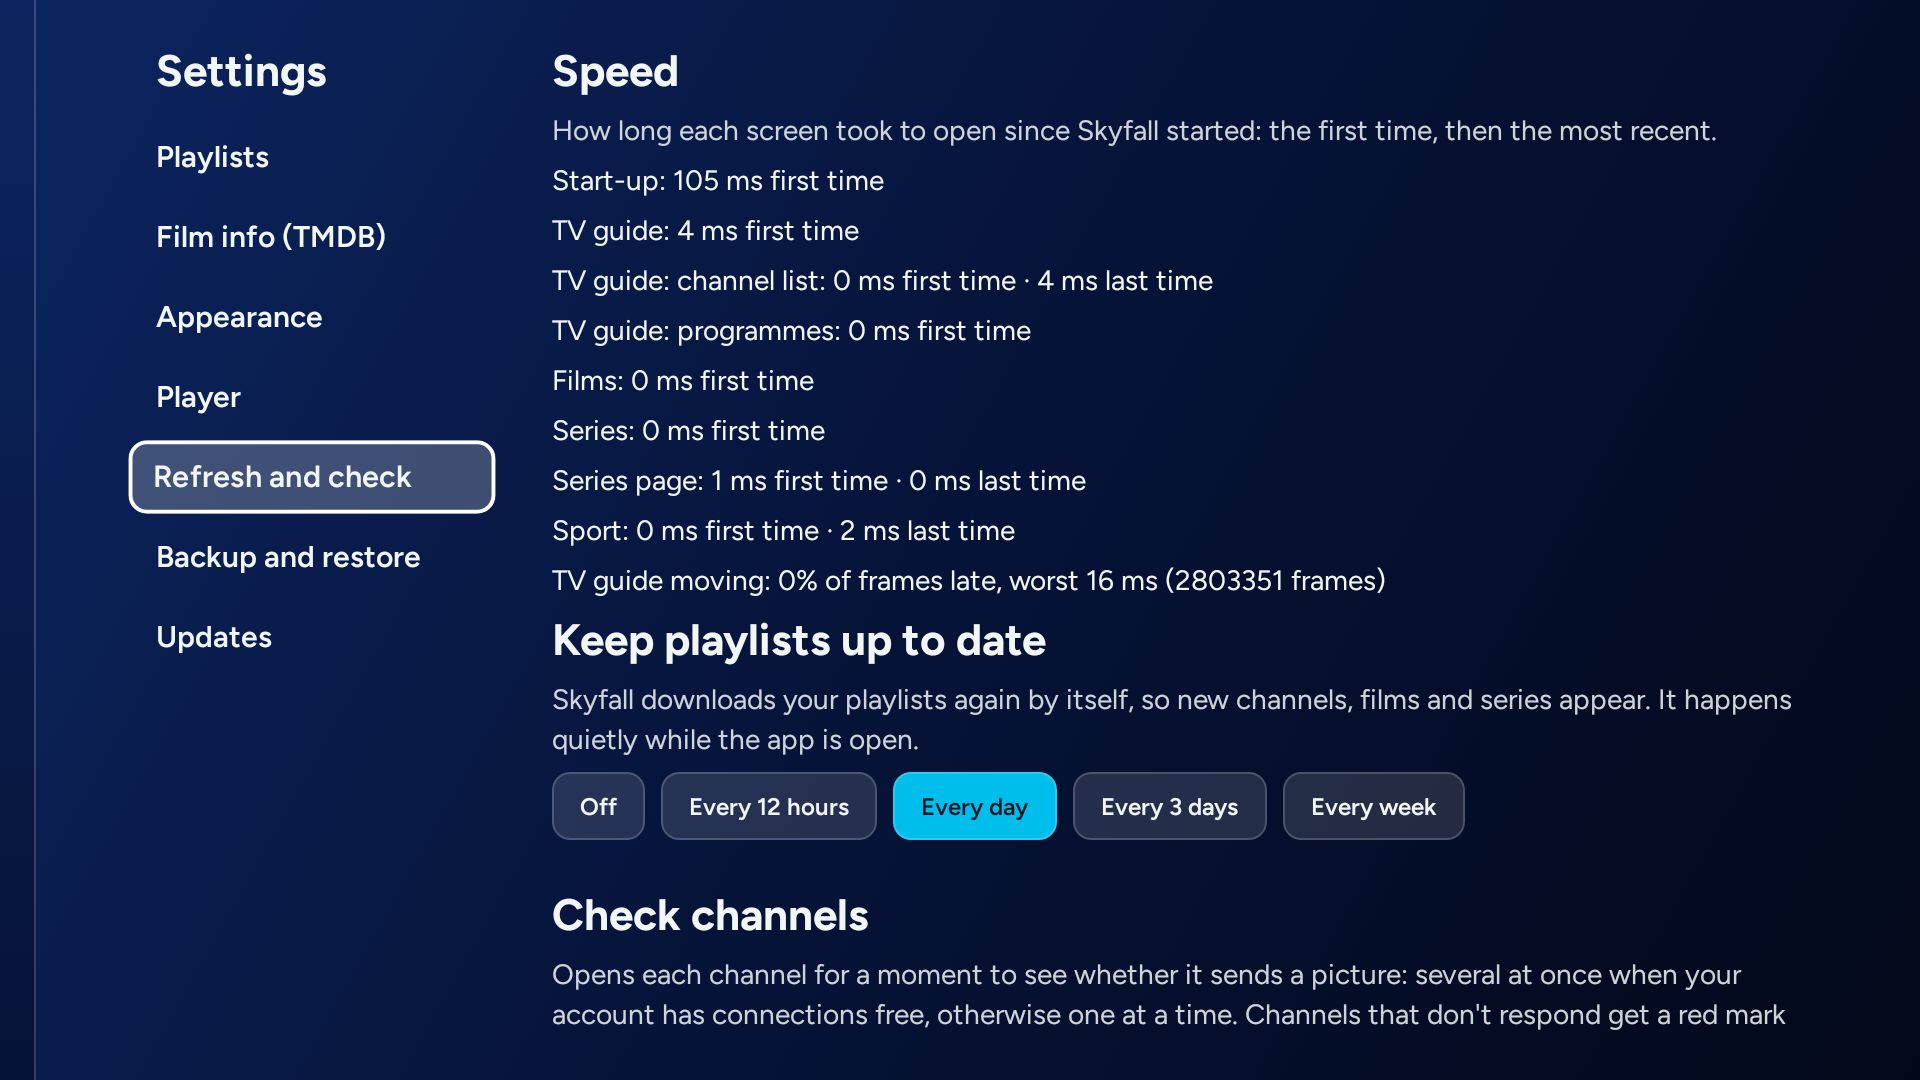 Settings
Playlists
Film info (TMDB)
Appearance
Player
Refresh and check
Backup and restore
Updates
Speed
How long each screen took to open since Skyfall started: the first time, then the most recent.
Start-up: 105 ms first time
TV guide: 4 ms first time
TV guide: channel list: 0 ms first time · 4 ms last time
TV guide: programmes: 0 ms first time
Films: 0 ms first time
Series: 0 ms first time
Series page: 1 ms first time · 0 ms last time
Sport: 0 ms first time · 2 ms last time
TV guide moving: 0% of frames late, worst 16 ms (2803351 frames)
Keep playlists up to date
Skyfall downloads your playlists again by itself, so new channels, films and series appear. It happens
quietly while the app is open.
Off
Every 12 hours
Every day
Every 3 days
Every week
Check channels
Opens each channel for a moment to see whether it sends a picture: several at once when your
account has connections free, otherwise one at a time. Channels that don't respond get a red mark